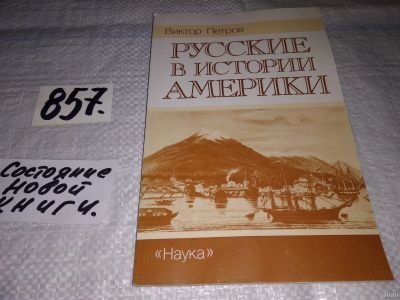 857.
Состояние
новой
книги.
Виктор Петров
РУССКИЕ
В ИСТОРИИ
АМЕРИКИ
«Наука»